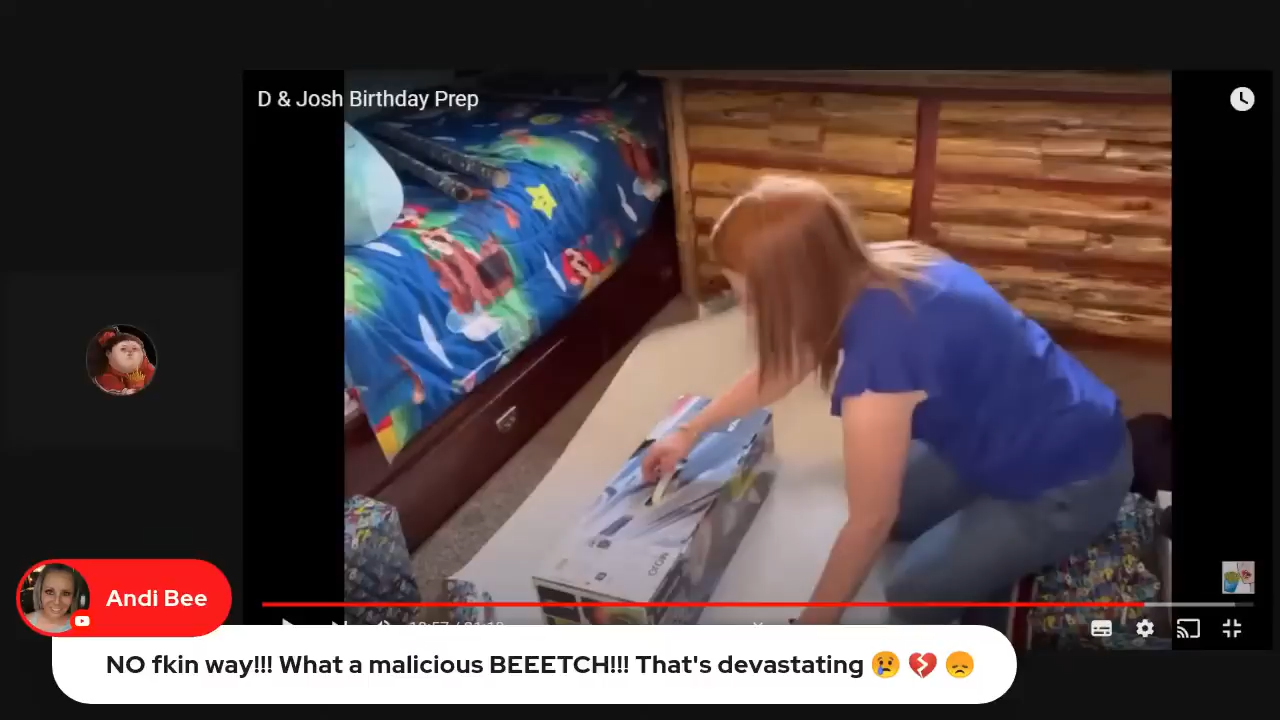 D & Josh Birthday Prep
Andi Bee
NO fkin way!!! What a malicious BEEETCH!!! That's devastating 😢 💔 😞